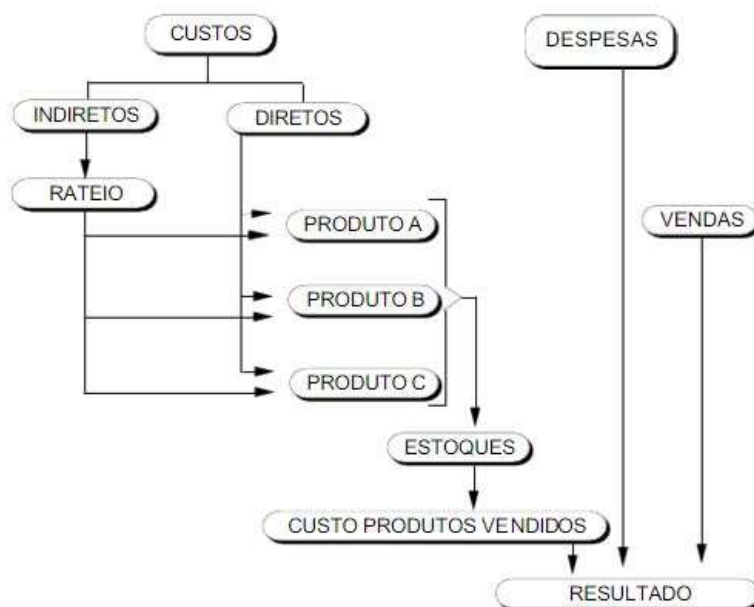 CUSTOS
DESPESAS
INDIRETOS
DIRETOS
RATEIO
PRODUTO A
VENDAS
PRODUTO B
PRODUTO C
ESTOQUES
CUSTO PRODUTOS VENDIDOS
RESULTADO